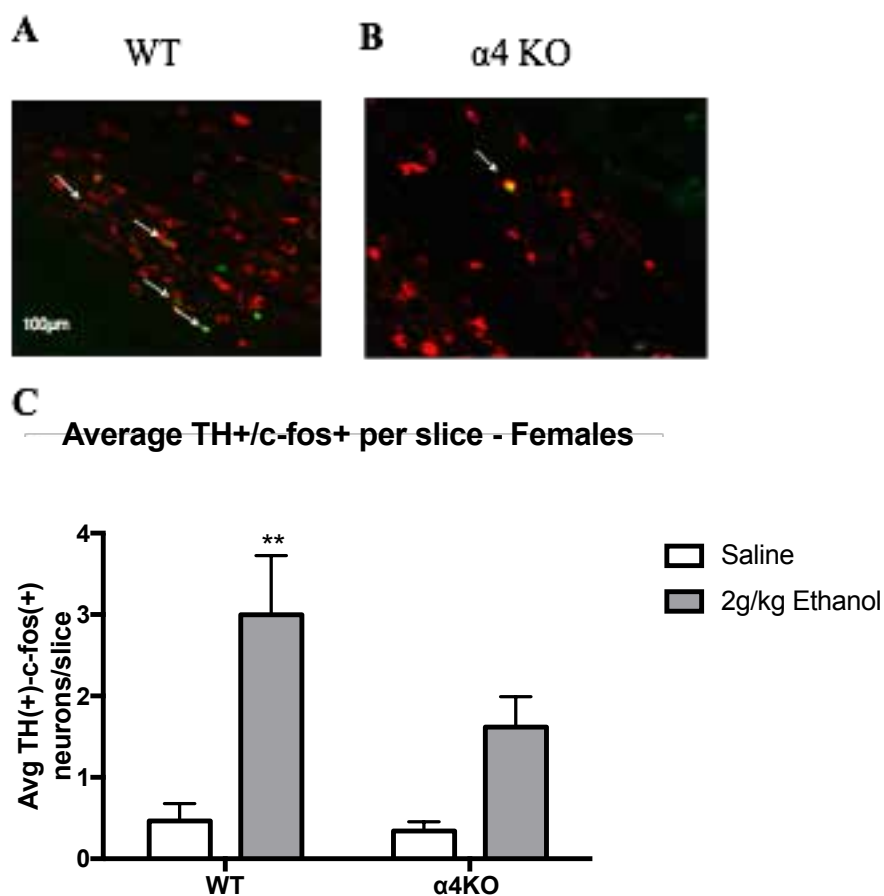 A
WT
B
α4 KO
100μm
C
Average TH+/c-fos+ per slice - Females
Avg TH(+)-c-fos(+)
neurons/slice
4
3
2
1
0
**
WT
α4KO
Saline
2g/kg Ethanol